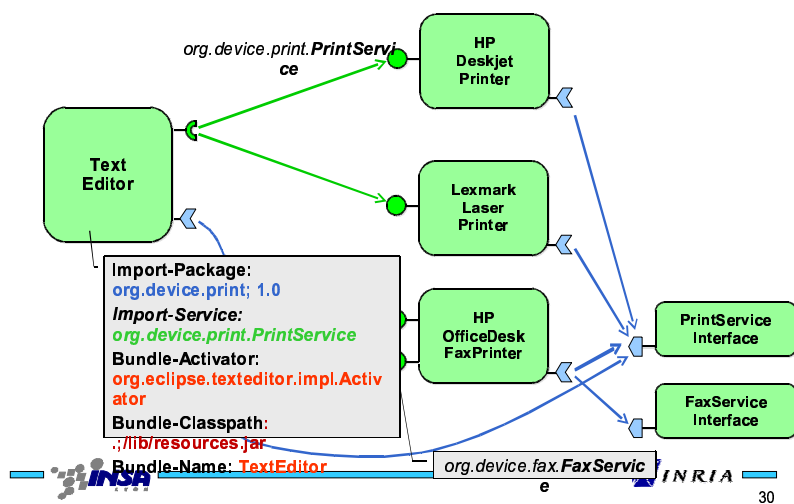 org.device.print.PrintServi
ce
HP
Deskjet
Printer
Text
Editor
Lexmark
Laser
Printer
Import-Package:
org.device.print; 1.0
Import-Service:
org.device.print.PrintService
Bundle-Activator:
org.eclipse.texteditor.impl.Activ
ator
Bundle-Classpath:
.;/lib/resources.jar
Bundle-Name: TextEditor
HP
OfficeDesk
FaxPrinter
PrintService
Interface
FaxService
Interface
org.device.fax.FaxServic
e
INSA
INRIA
30